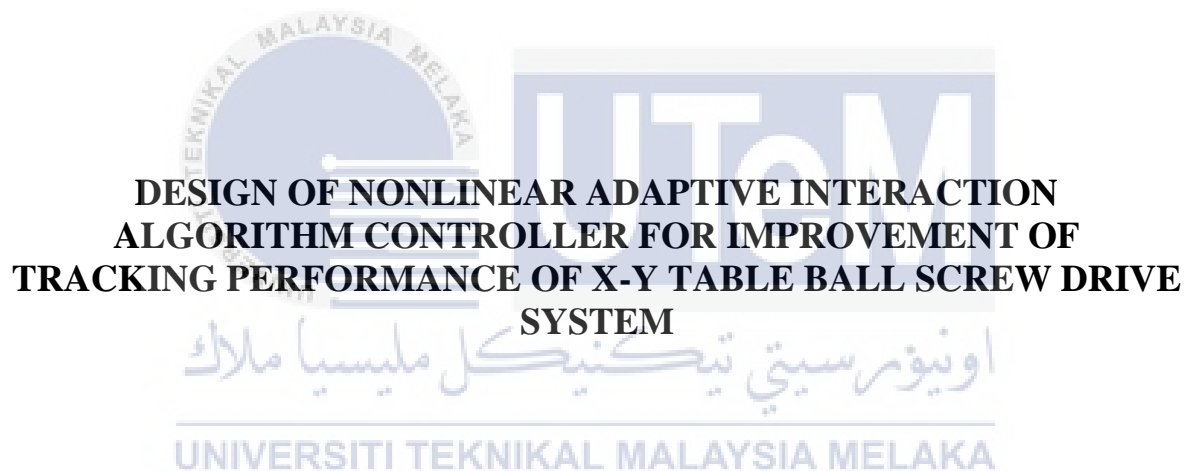 TEKNIKAL MALAYSIA MELAKA
UTeM
DESIGN OF NONLINEAR ADAPTIVE INTERACTION
ALGORITHM CONTROLLER FOR IMPROVEMENT OF
TRACKING PERFORMANCE OF X-Y TABLE BALL SCREW DRIVE
SYSTEM
اونيۏرسيتي تيكنيكل مليسيا ملاك
UNIVERSITI TEKNIKAL MALAYSIA MELAKA